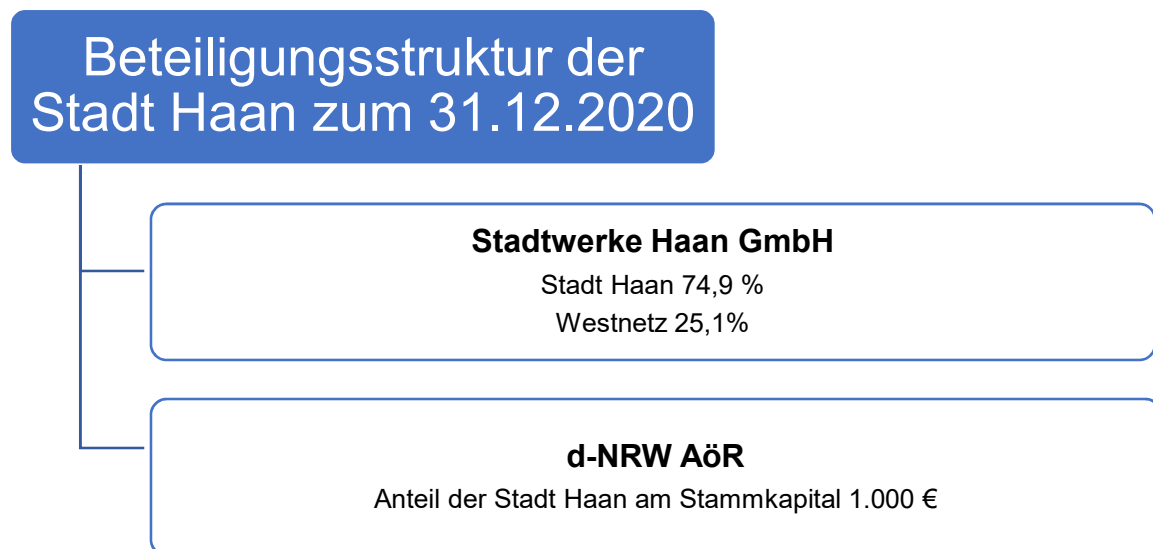 Beteiligungsstruktur der
Stadt Haan zum 31.12.2020
Stadtwerke Haan GmbH
Stadt Haan 74,9 %
Westnetz 25,1%
d-NRW AöR
Anteil der Stadt Haan am Stammkapital 1.000 €